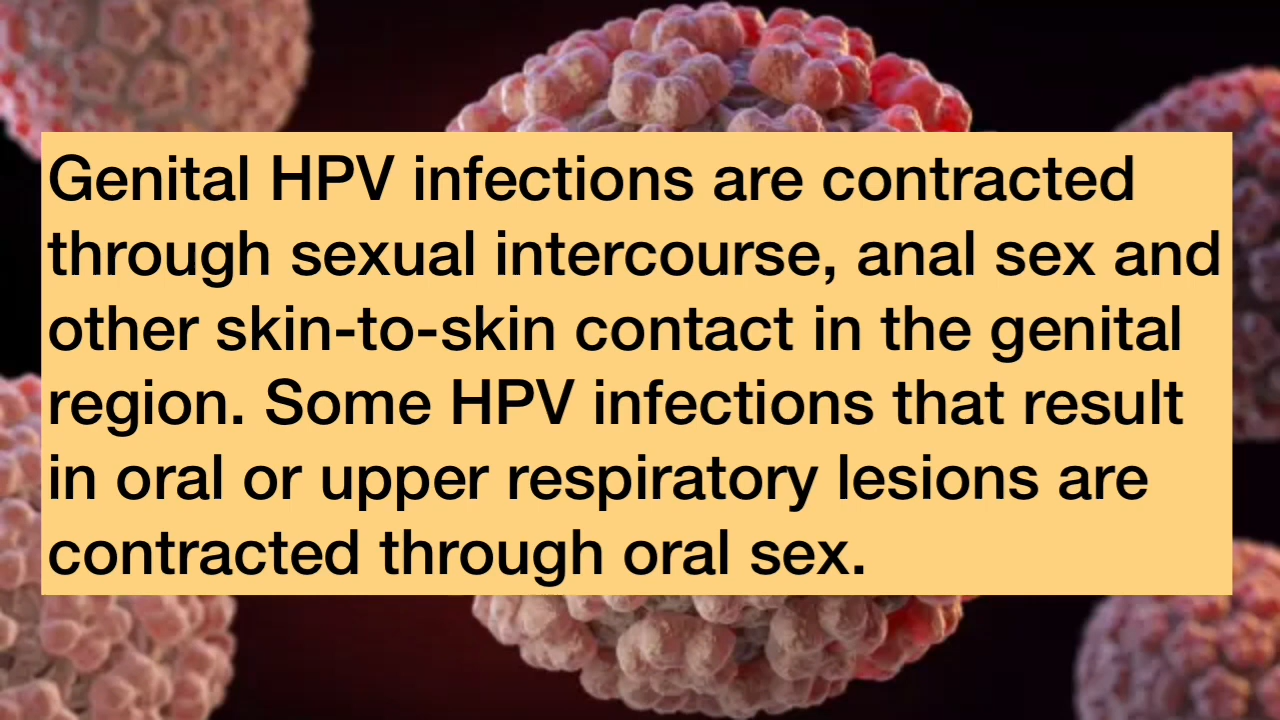 Genital HPV infections are contracted
through sexual intercourse, anal sex and
other skin-to-skin contact in the genital
region. Some HPV infections that result
in oral or upper respiratory lesions are
contracted through oral sex.